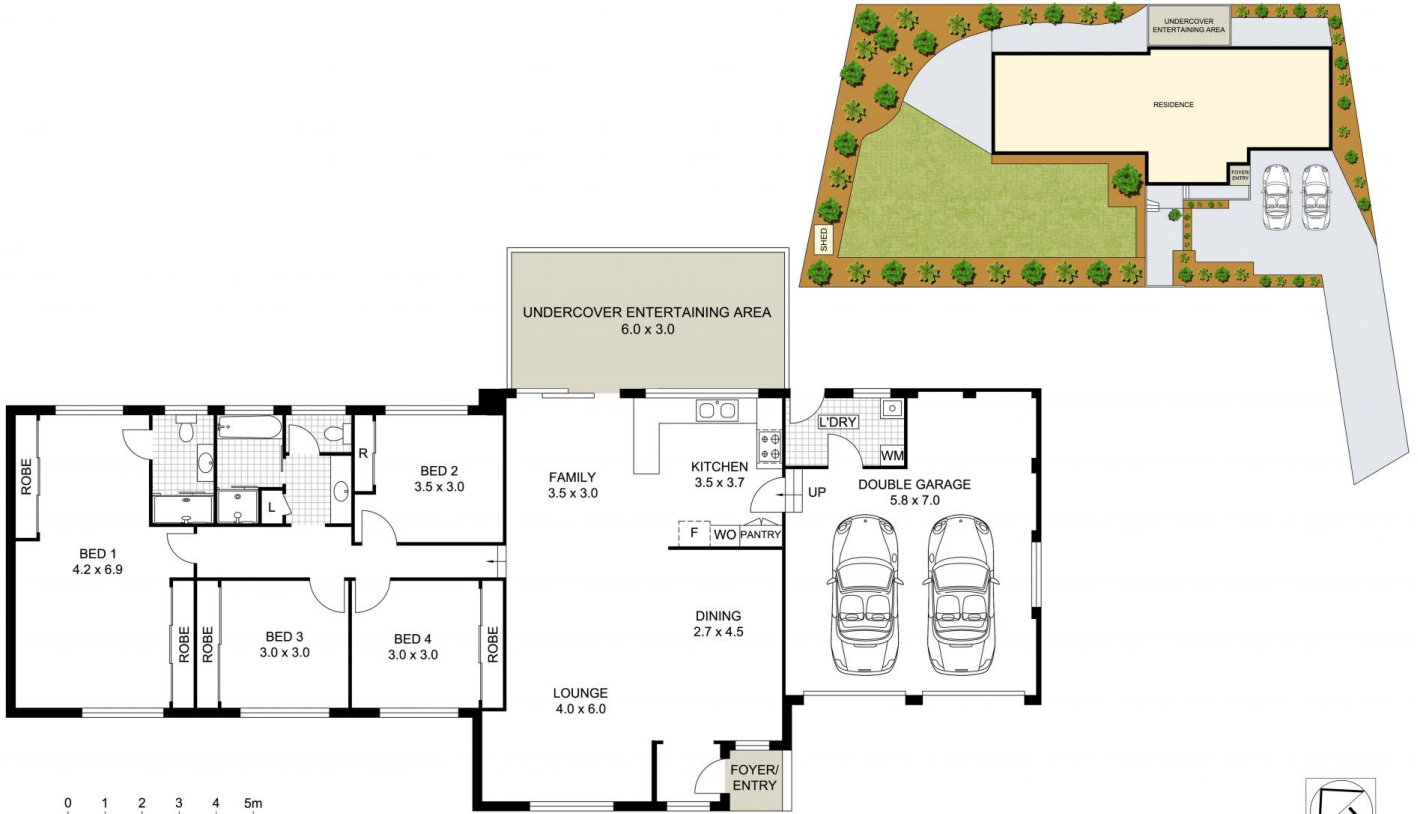 UNDERCOVER
ENTERTAINING AREA
RESIDENCE
FOYER/
ENTRY
SHED
UNDERCOVER ENTERTAINING AREA
6.0 x 3.0
ROBE
BED 1
4.2 x 6.9
ROBE
L
R
BED 2
3.5 x 3.0
ROBE
BED 3
3.0 x 3.0
BED 4
3.0 x 3.0
ROBE
FAMILY
3.5 x 3.0
KITCHEN
3.5 x 3.7
F
WO
PANTRY
L'DRY
WM
UP
DOUBLE GARAGE
5.8 x 7.0
DINING
2.7 x 4.5
LOUNGE
4.0 x 6.0
FOYER/
ENTRY
0 1 2 3 4 5m